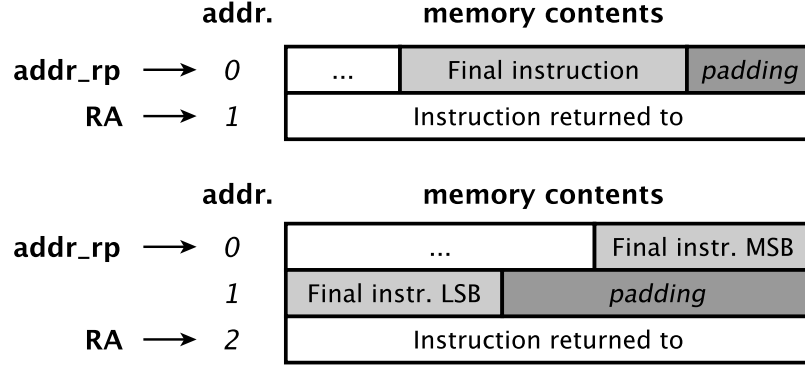 addr. memory contents
addr_rp 0 ... Final instruction padding
RA 1 Instruction returned to
addr. memory contents
addr_rp 0 ... Final instr. MSB
1 Final instr. LSB padding
RA 2 Instruction returned to